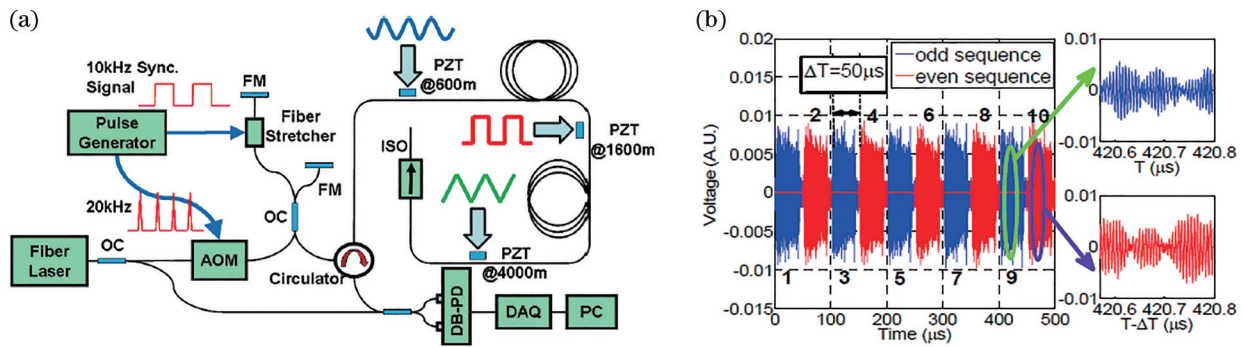 (a)
10kHz Sync.
Signal
FM
Pulse
Generator
Fiber
Stretcher
FM
20kHz
OC
OC
Fiber
Laser
AOM
Circulator
PZT
@600m
PZT
@1600m
ISO
PZT
@4000m
DB-PD
DAQ
PC
(b)
0.02
0.015
0.01
0.005
0
-0.005
-0.01
-0.015
Voltage (A.U.)
odd sequence
even sequence
ΔT=50μs
2
4
6
8
10
1
3
5
7
9
0
100
200
300
400
500
Time (μs)
0.01
0
-0.01
420.6
420.7
420.8
T (μs)
0.01
0
-0.01
420.6
420.7
420.8
T-ΔT (μs)